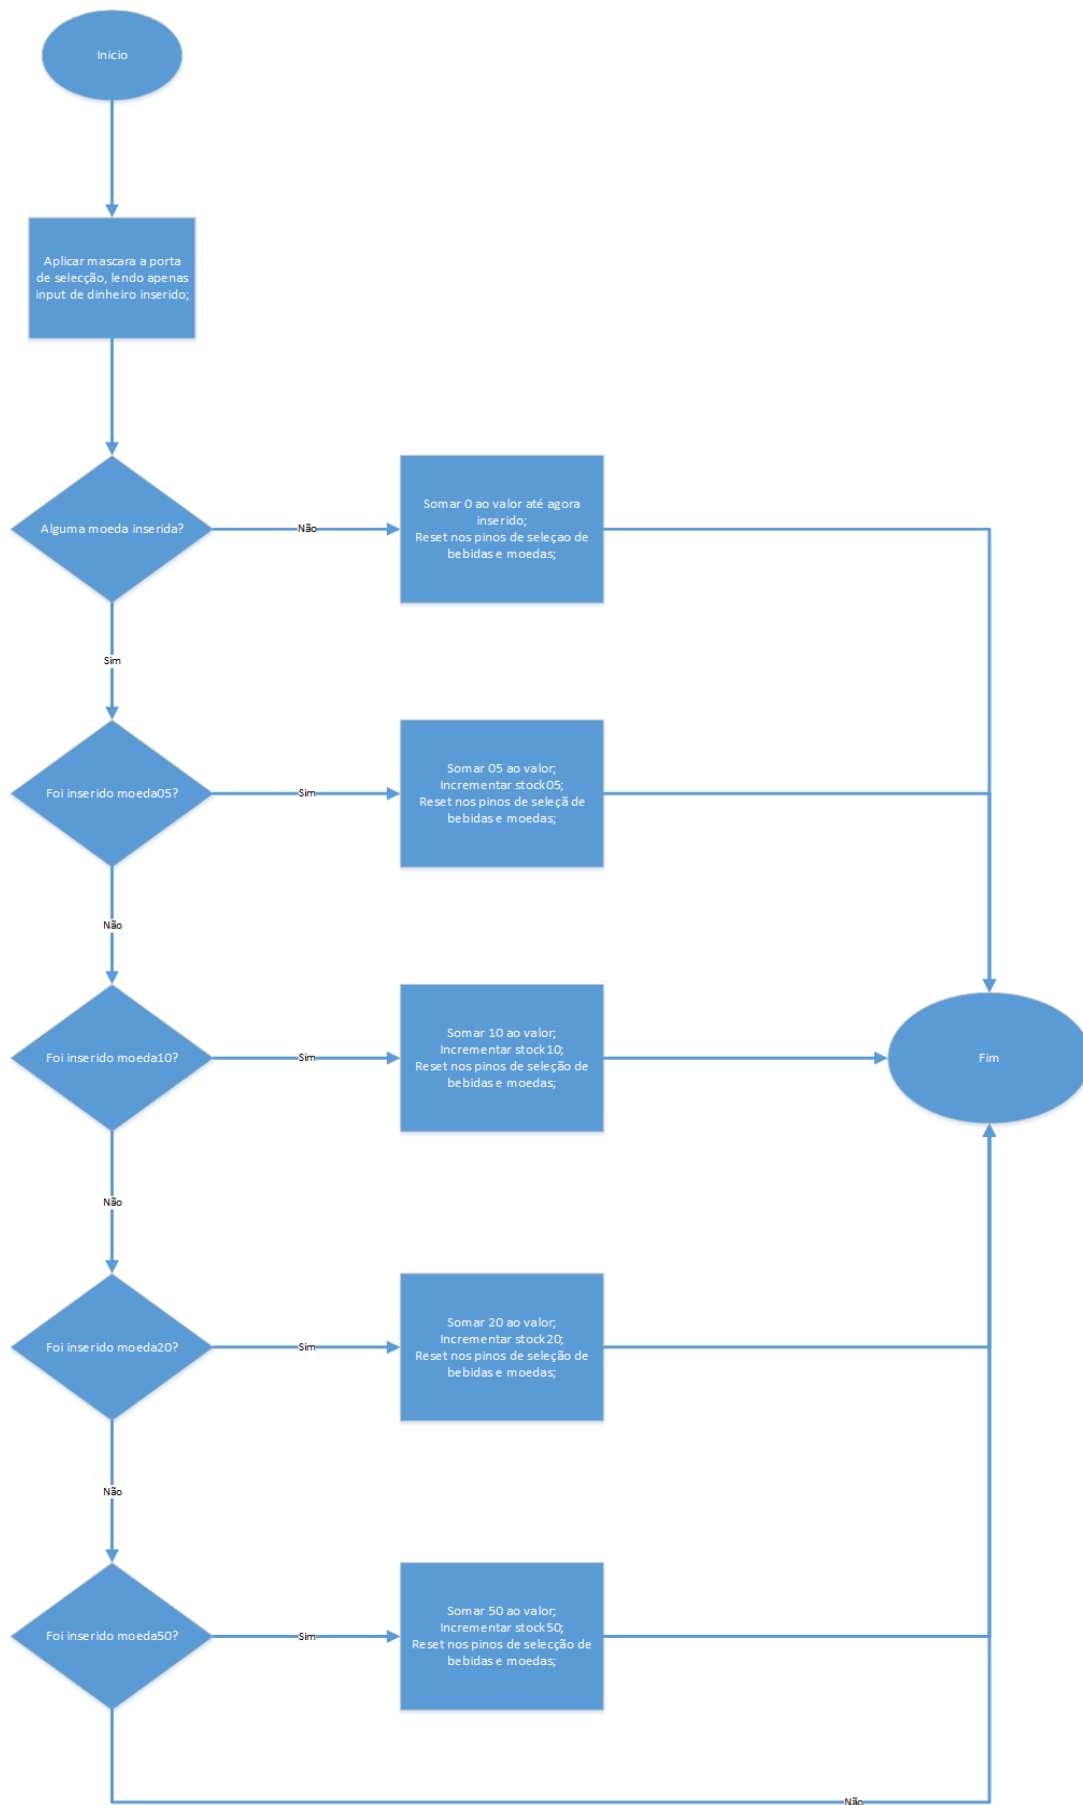 Inicio
Aplicar mascara a porta
de selecção, lendo apenas
input de dinheiro inserido;
Alguma moeda inserida?
Não
Somar 0 ao valor até agora
inserido;
Reset nos pinos de seleçao de
bebidas e moedas;
Sim
Foi inserido moeda05?
Sim
Somar 05 ao valor;
Incrementar stock05;
Reset nos pinos de seleçã de
bebidas e moedas;
Não
Foi inserido moeda10?
Sim
Somar 10 ao valor;
Incrementar stock10;
Reset nos pinos de seleção de
bebidas e moedas;
Fim
Não
Foi inserido moeda20?
Sim
Somar 20 ao valor;
Incrementar stock20;
Reset nos pinos de seleção de
bebidas e moedas;
Não
Foi inserido moeda50?
Sim
Somar 50 ao valor;
Incrementar stock50;
Reset nos pinos de selecção de
bebidas e moedas;
Não